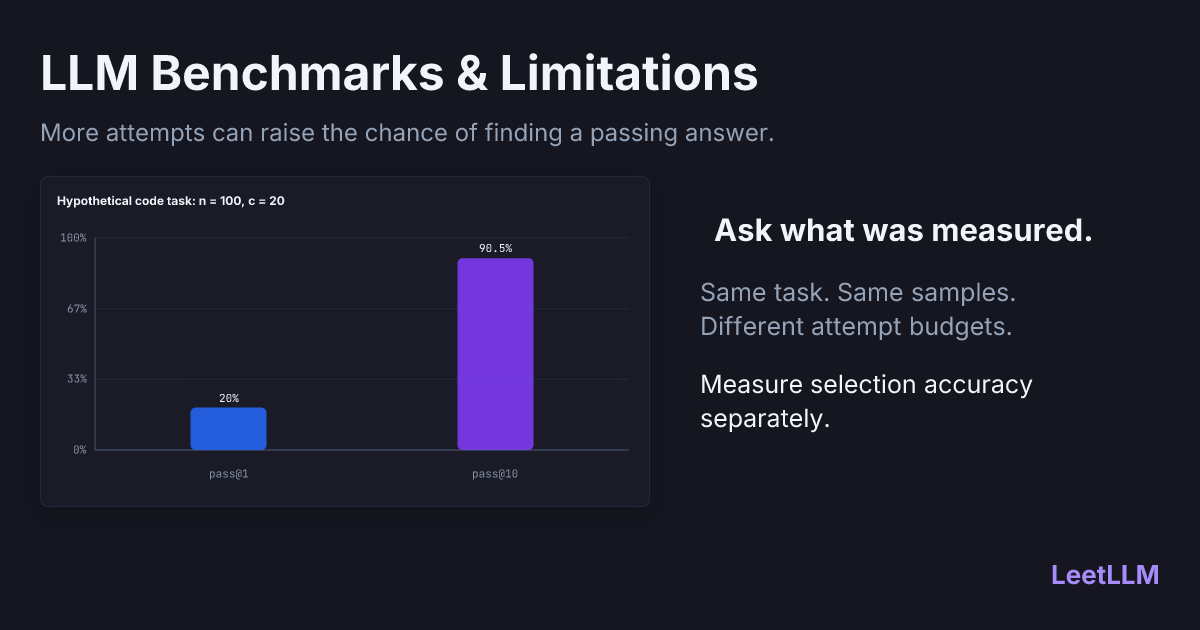 LLM Benchmarks & Limitations
More attempts can raise the chance of finding a passing answer.
Hypothetical code task: n = 100, c = 20
100%
67%
33%
0%
20%
90.5%
pass@1
pass@10
Ask what was measured.
Same task. Same samples.
Different attempt budgets.
Measure selection accuracy
separately.
LeetLLM